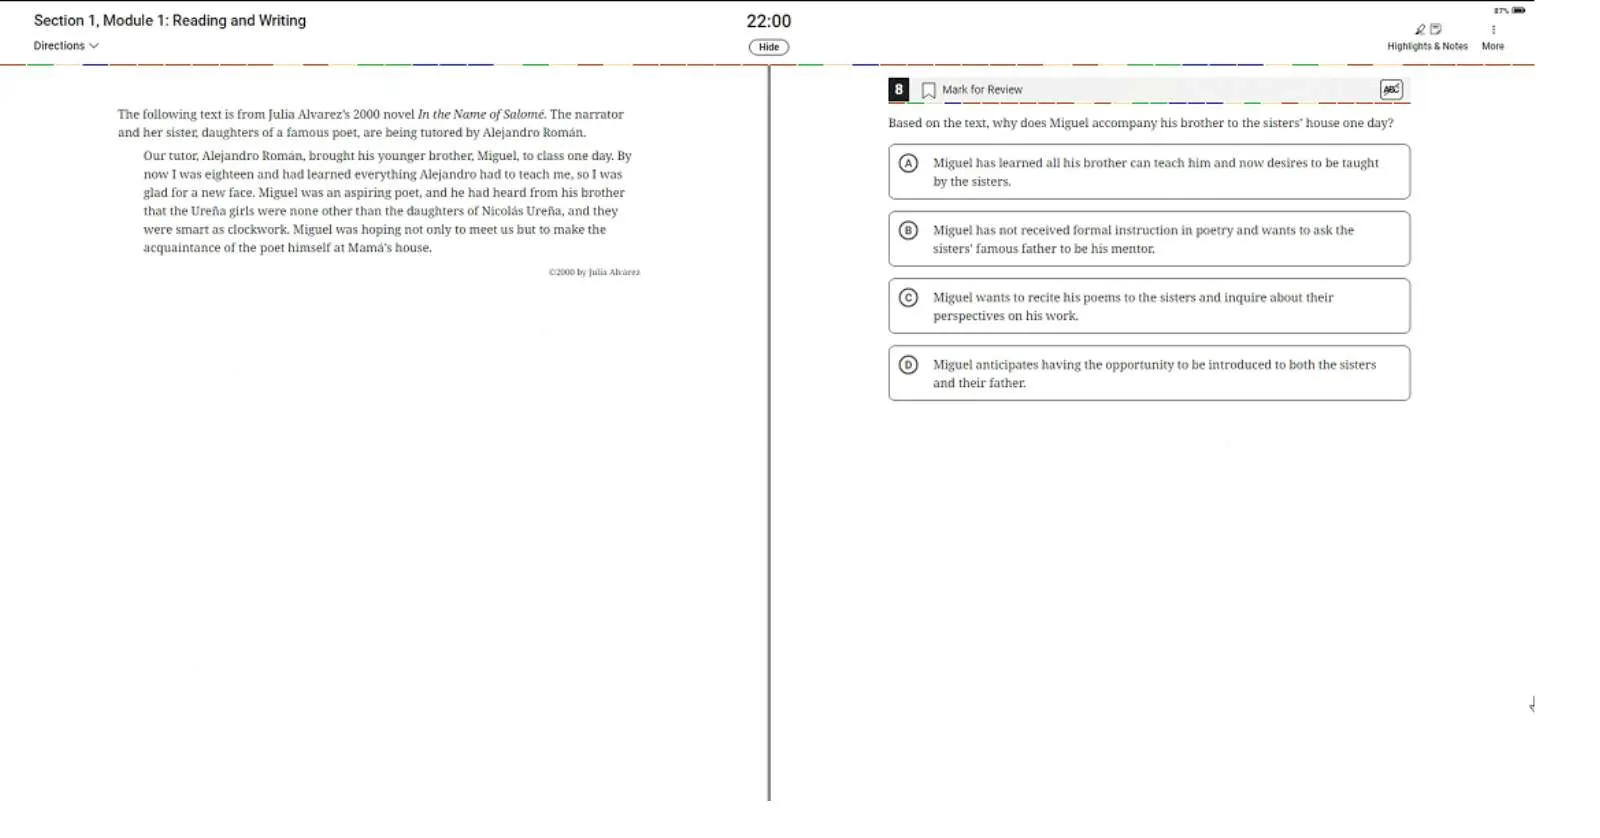 Section 1, Module 1: Reading and Writing
Directions
22:00
Hide
87%
Highlights & Notes
More
The following text is from Julia Alvarez's 2000 novel In the Name of Salomé. The narrator
and her sister, daughters of a famous poet, are being tutored by Alejandro Román.
Our tutor, Alejandro Román, brought his younger brother, Miguel, to class one day. By
now I was eighteen and had learned everything Alejandro had to teach me, so I was
glad for a new face. Miguel was an aspiring poet, and he had heard from his brother
that the Ureña girls were none other than the daughters of Nicolás Ureña, and they
were smart as clockwork. Miguel was hoping not only to meet us but to make the
acquaintance of the poet himself at Mamá's house.
©2000 by Julia Alvarez
8
Mark for Review
ABC
Based on the text, why does Miguel accompany his brother to the sisters' house one day?
A
Miguel has learned all his brother can teach him and now desires to be taught
by the sisters.
B
Miguel has not received formal instruction in poetry and wants to ask the
sisters' famous father to be his mentor.
C
Miguel wants to recite his poems to the sisters and inquire about their
perspectives on his work.
D
Miguel anticipates having the opportunity to be introduced to both the sisters
and their father.